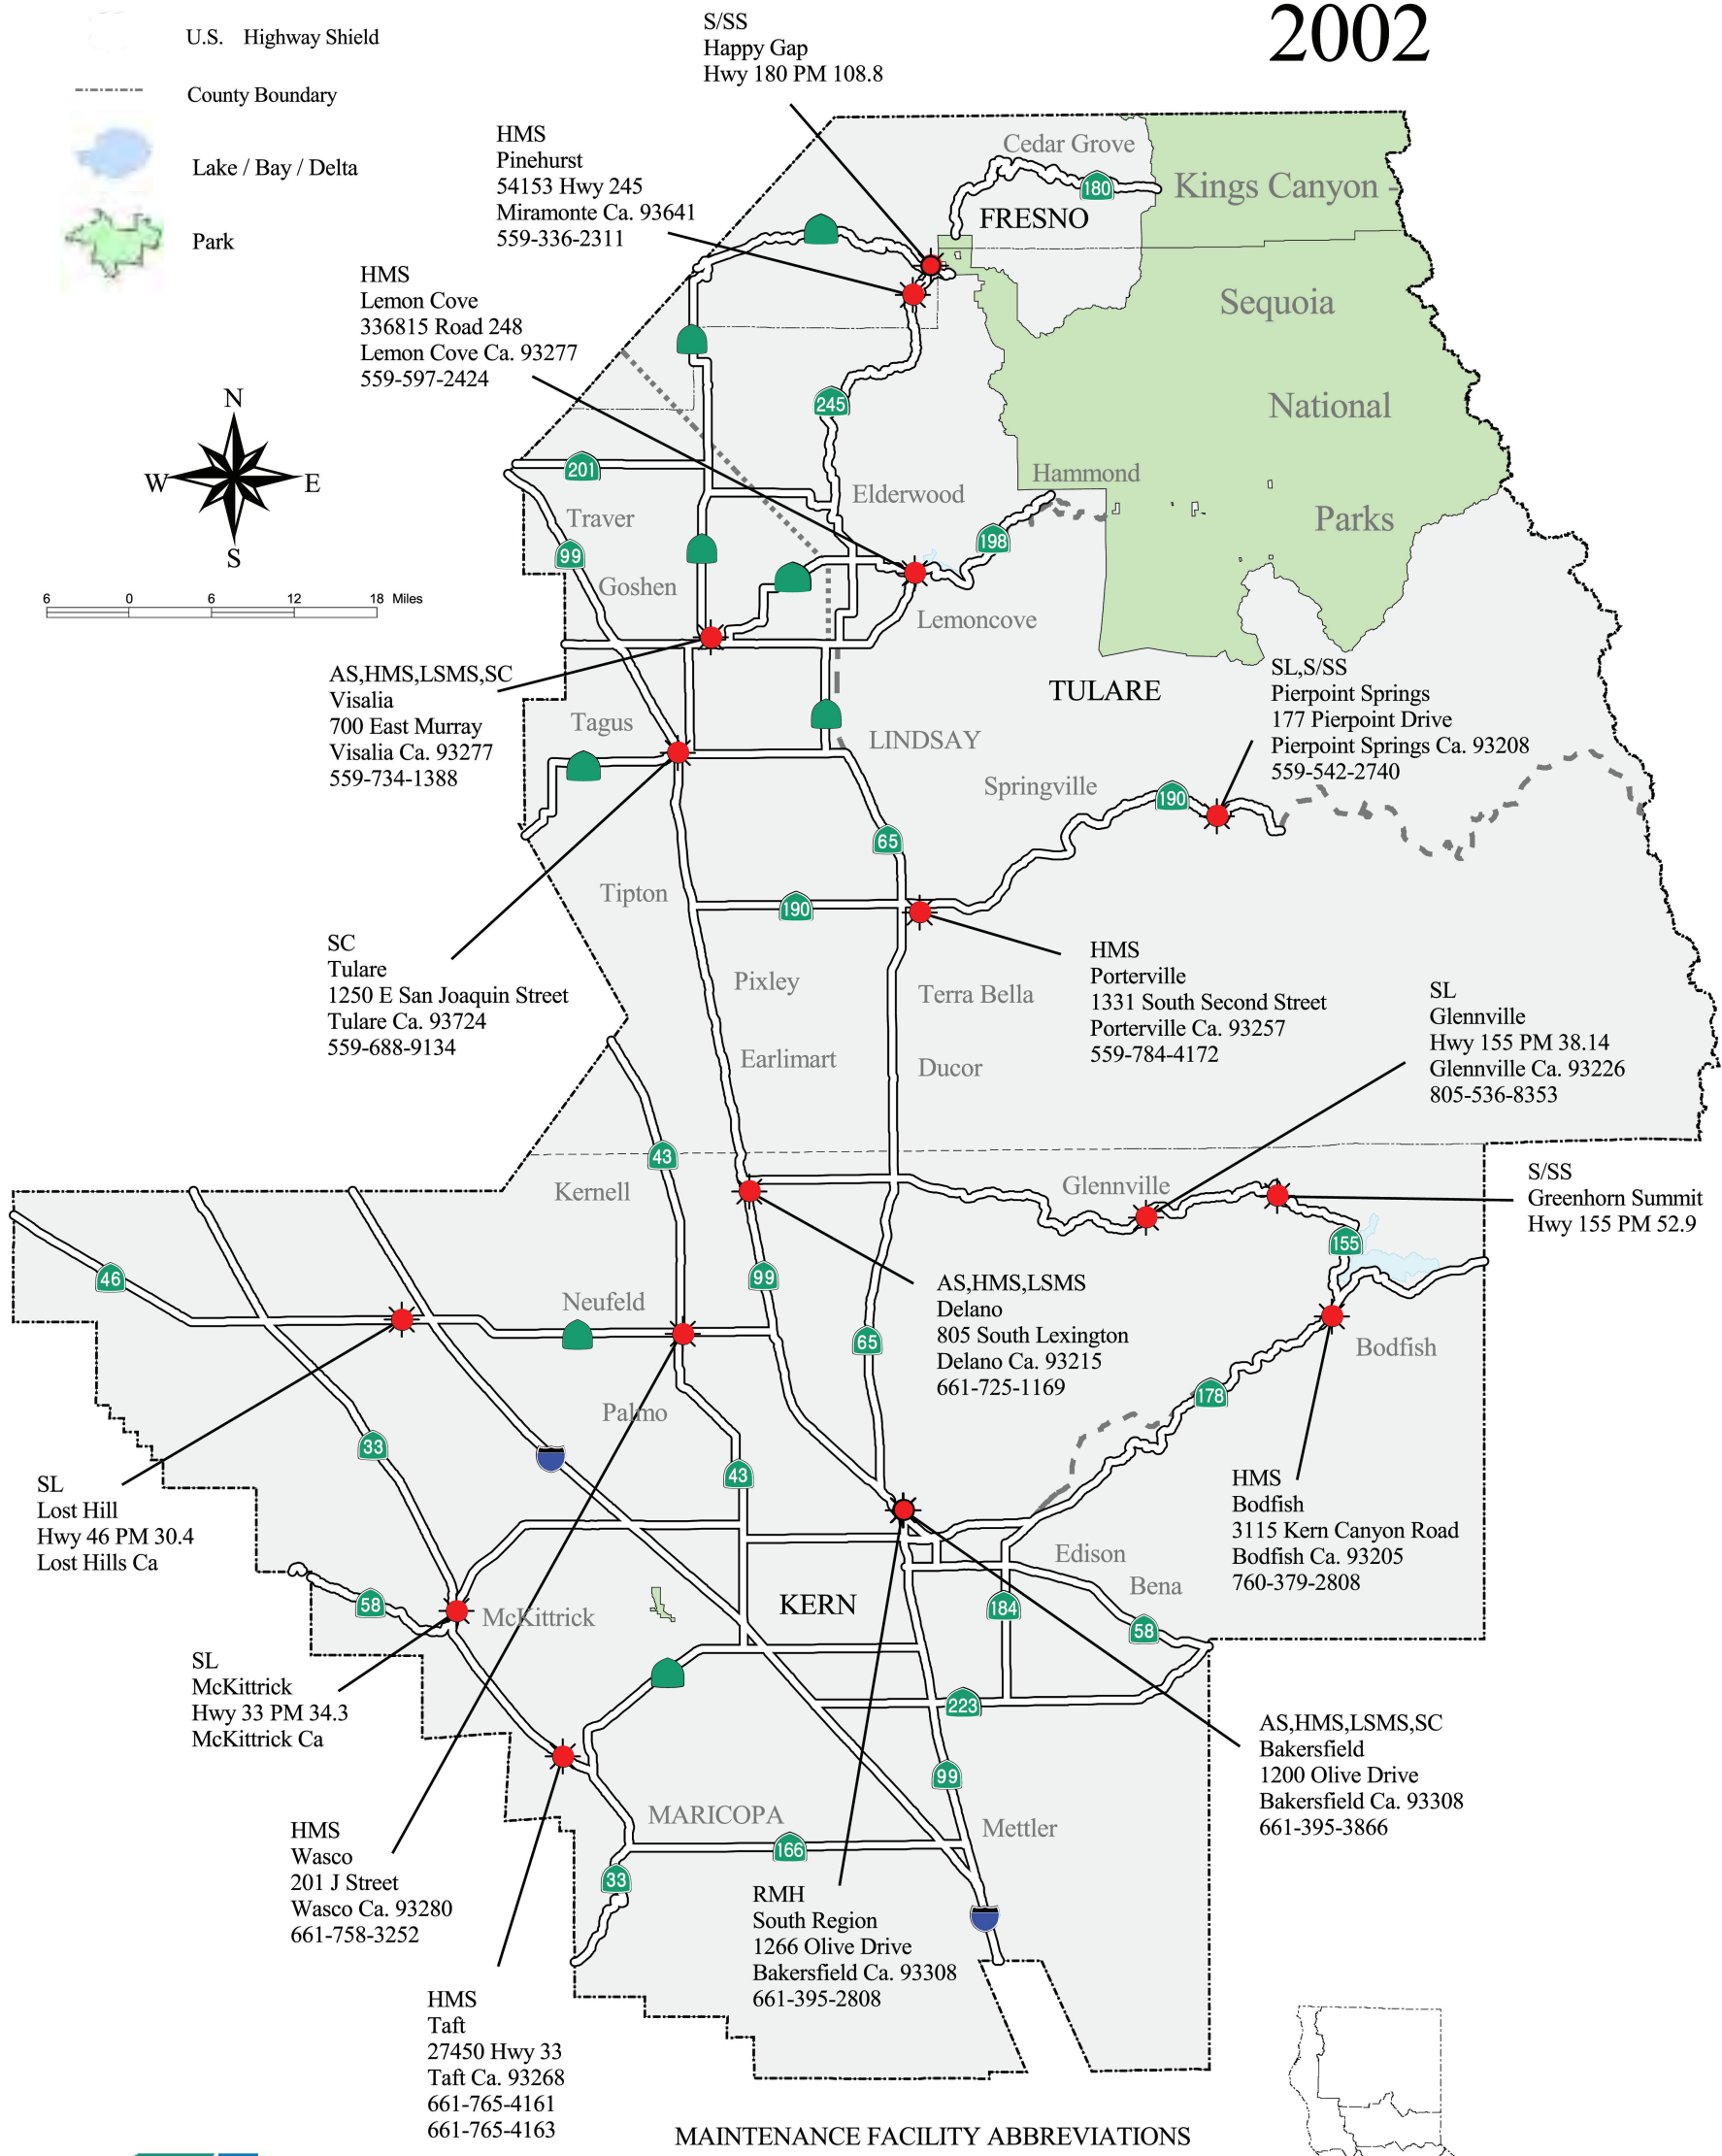 2002
U.S. Highway Shield
County Boundary
Lake / Bay / Delta
Park
S/SS
Happy Gap
Hwy 180 PM 108.8
HMS
Pinehurst
54153 Hwy 245
Miramonte Ca. 93641
559-336-2311
HMS
Lemon Cove
336815 Road 248
Lemon Cove Ca. 93277
559-597-2424
Cedar Grove
180
Kings Canyon -
FRESNO
Sequoia
National
Parks
245
201
Hammond
Elderwood
198
Traver
99
Goshen
Lemoncove
N
W
E
S
6 0 6 12 18 Miles
AS,HMS,LSMS,SC
Visalia
700 East Murray
Visalia Ca. 93277
559-734-1388
TULARE
SL,S/SS
Pierpoint Springs
177 Pierpoint Drive
Pierpoint Springs Ca. 93208
559-542-2740
Tagus
LINDSAY
Springville
190
65
Tipton
190
SC
Tulare
1250 E San Joaquin Street
Tulare Ca. 93724
559-688-9134
HMS
Porterville
1331 South Second Street
Porterville Ca. 93257
559-784-4172
Pixley
Terra Bella
Earlimart
Ducor
SL
Glennville
Hwy 155 PM 38.14
Glennville Ca. 93226
805-536-8353
43
Kernell
Glennville
S/SS
Greenhorn Summit
Hwy 155 PM 52.9
155
46
99
Neufeld
65
AS,HMS,LSMS
Delano
805 South Lexington
Delano Ca. 93215
661-725-1169
Bodfish
178
Palmo
33
43
SL
Lost Hill
Hwy 46 PM 30.4
Lost Hills Ca
HMS
Bodfish
3115 Kern Canyon Road
Bodfish Ca. 93205
760-379-2808
Edison
Bena
58
McKittrick
KERN
184
58
SL
McKittrick
Hwy 33 PM 34.3
McKittrick Ca
223
AS,HMS,LSMS,SC
Bakersfield
1200 Olive Drive
Bakersfield Ca. 93308
661-395-3866
99
MARICOPA
Mettler
166
33
HMS
Wasco
201 J Street
Wasco Ca. 93280
661-758-3252
RMH
South Region
1266 Olive Drive
Bakersfield Ca. 93308
661-395-2808
HMS
Taft
27450 Hwy 33
Taft Ca. 93268
661-765-4161
661-765-4163
MAINTENANCE FACILITY ABBREVIATIONS